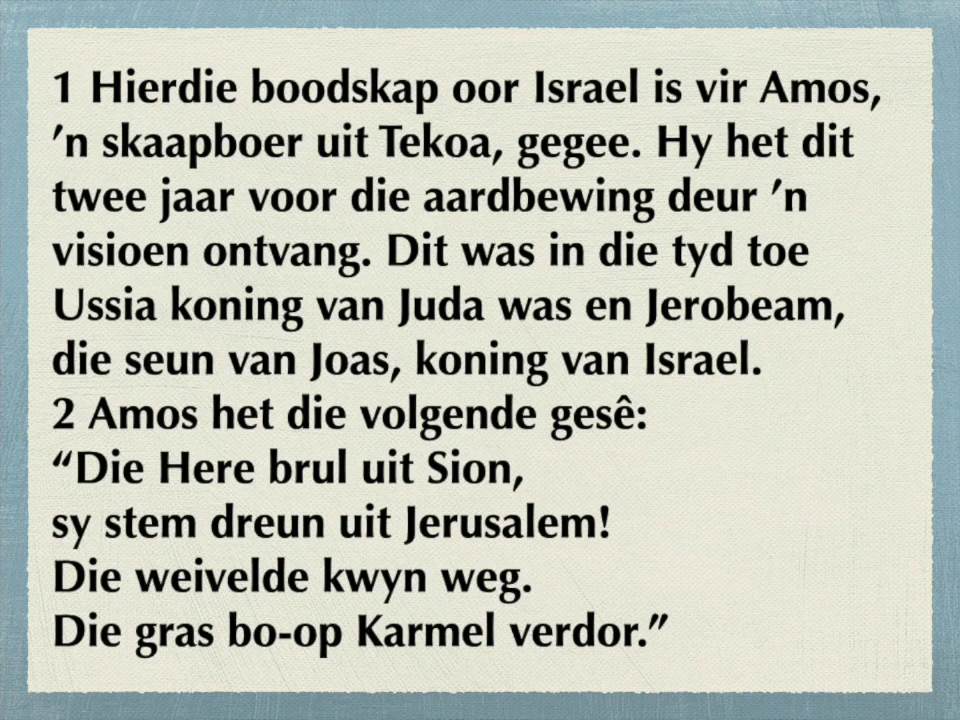 1 Hierdie boodskap oor Israel is vir Amos,
’n skaapboer uit Tekoa, gegee. Hy het dit
twee jaar voor die aardbewing deur ’n
visioen ontvang. Dit was in die tyd toe
Ussia koning van Juda was en Jerobeam,
die seun van Joas, koning van Israel.
2 Amos het die volgende gesê:
“Die Here brul uit Sion,
sy stem dreun uit Jerusalem!
Die weivelde kwyn weg.
Die gras bo-op Karmel verdor.”